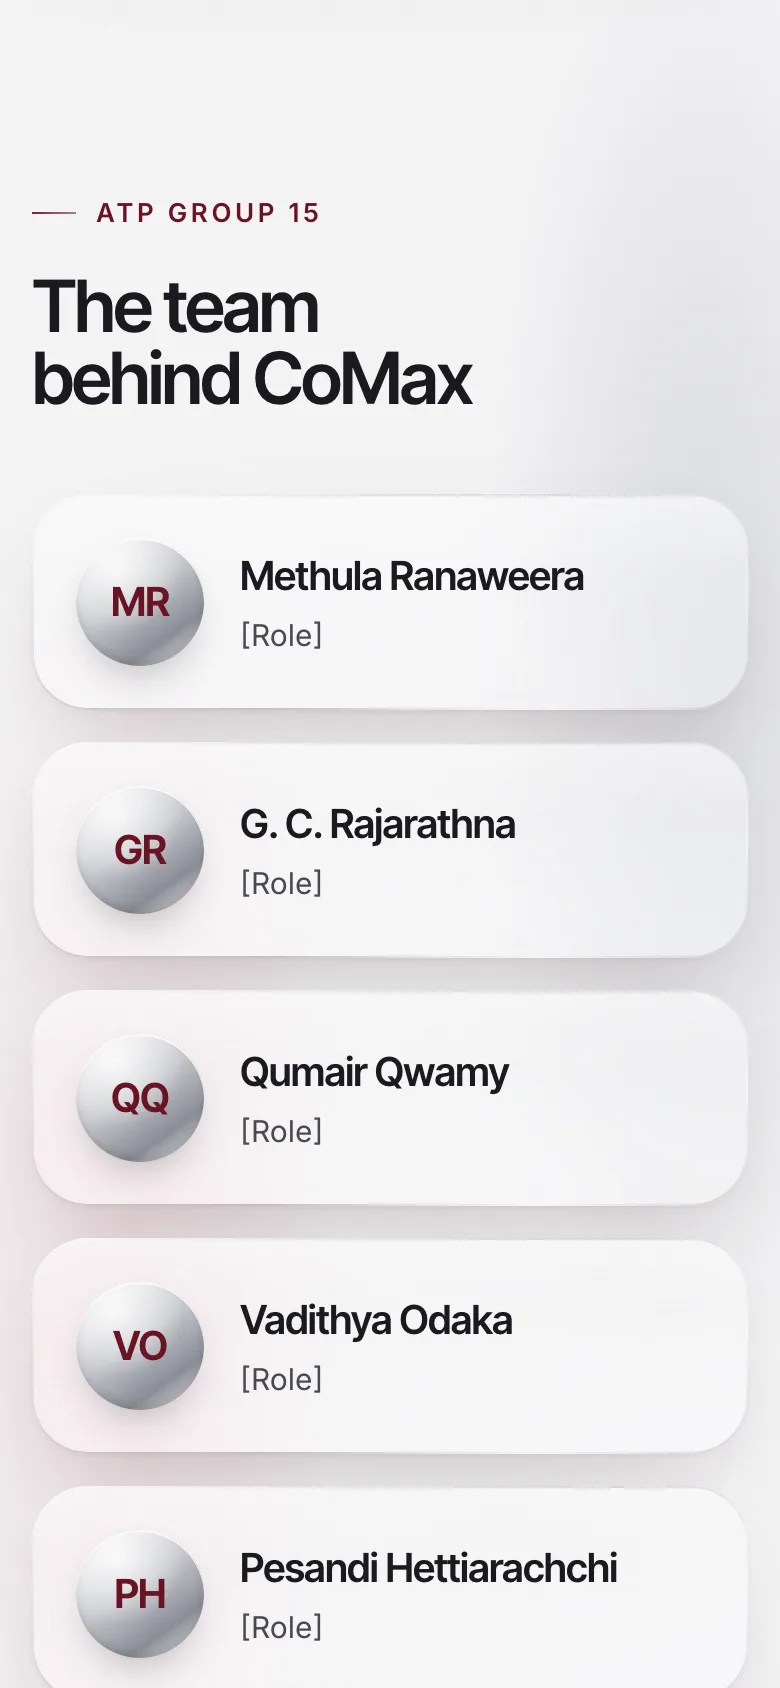 ATP GROUP 15
The team
behind CoMax
MR
Methula Ranaweera
[Role]
GR
G. C. Rajarathna
[Role]
QQ
Qumair Qwamy
[Role]
VO
Vadithya Odaka
[Role]
PH
Pesandi Hettiarachchi
[Role]